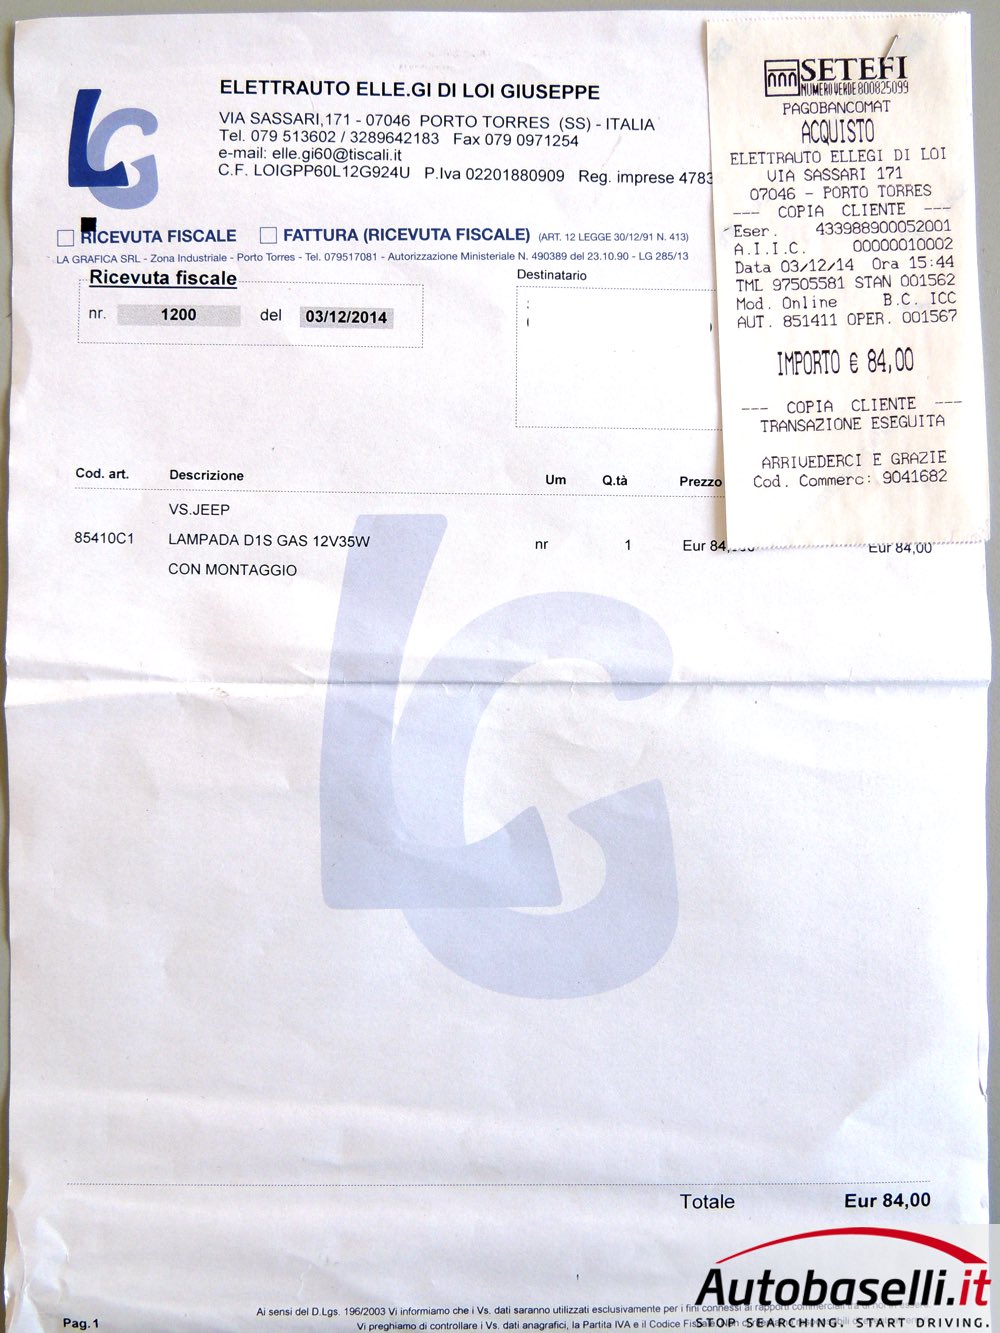 LG
ELETTRAUTO ELLE.GI DI LOI GIUSEPPE
VIA SASSARI,171 - 07046 PORTO TORRES (SS) - ITALIA
Tel. 079 513602 / 3289642183 Fax 079 0971254
e-mail: elle.gi60@tiscali.it
C.F. LOIGPP60L12G924U P.Iva 02201880909 Reg. imprese 4783
RICEVUTA FISCALE FATTURA (RICEVUTA FISCALE) (ART. 12 LEGGE 30/12/91 N. 413)
LA GRAFICA SRL - Zona Industriale - Porto Torres - Tel. 079517081 - Autorizzazione Ministeriale N. 490389 del 23.10.90 - LG 285/13
Ricevuta fiscale
nr. 1200 del 03/12/2014
Destinatario
SETEFI
NUMERO VERDE 800825099
PAGOBANCOMAT
ACQUISTO
ELETTRAUTO ELLEGI DI LOI
VIA SASSARI 171
07046 - PORTO TORRES
--- COPIA CLIENTE ---
Eser. 433988900052001
A.I.I.C. 00000010002
Data 03/12/14 Ora 15:44
TML 97505581 STAN 001562
Mod. Online B.C. ICC
AUT. 851411 OPER. 001567
IMPORTO € 84,00
--- COPIA CLIENTE ---
TRANSAZIONE ESEGUITA
ARRIVEDERCI E GRAZIE
Cod. Commerc: 9041682
Cod. art. Descrizione Um Q.tà Prezzo
VS.JEEP
85410C1 LAMPADA D1S GAS 12V35W nr 1 Eur 84, Eur 84,00
CON MONTAGGIO
LG
Totale Eur 84,00
Autobaselli.it
STOP SEARCHING. START DRIVING.
Ai sensi del D.Lgs. 196/2003 Vi informiamo che i Vs. dati saranno utilizzati esclusivamente per i fini connessi ai rapporti commerciali tra di noi in essere.
Pag. 1 Vi preghiamo di controllare i Vs. dati anagrafici, la Partita IVA e il Codice